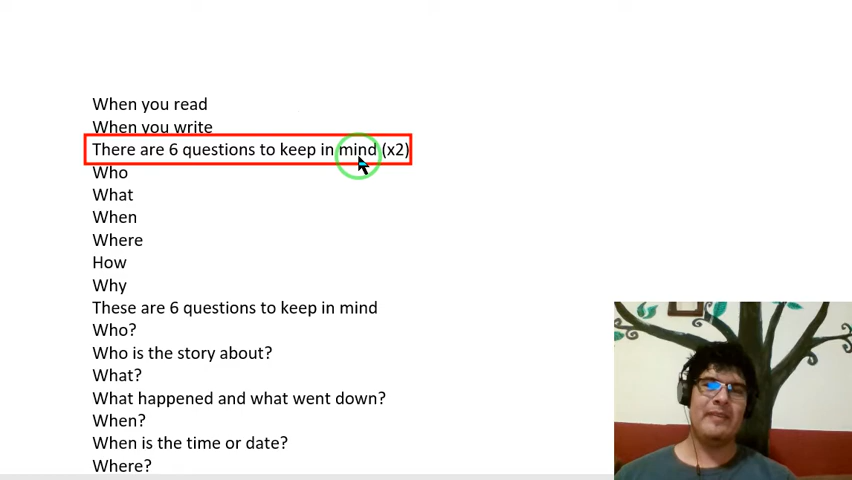 When you read
When you write
There are 6 questions to keep in mind (x2)
Who
What
When
Where
How
Why
These are 6 questions to keep in mind
Who?
Who is the story about?
What?
What happened and what went down?
When?
When is the time or date?
Where?